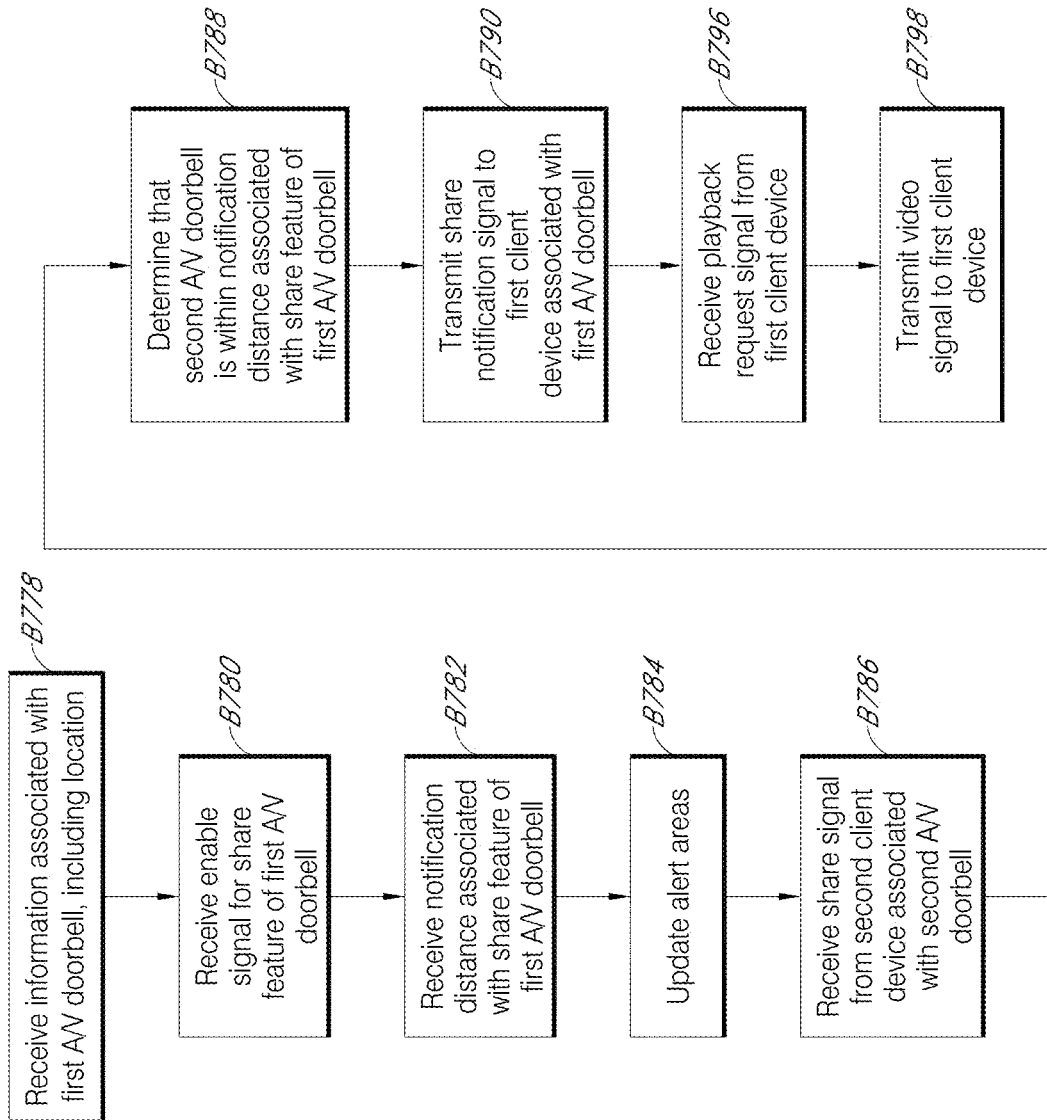 Receive information associated with
first A/V doorbell, including location
B778
Receive enable
signal for share
feature of first A/V
doorbell
B780
Receive notification
distance associated
with share feature of
first A/V doorbell
B782
Update alert areas
B784
Receive share signal
from second client
device associated
with second A/V
doorbell
B786
Determine that
second A/V doorbell
is within notification
distance associated
with share feature of
first A/V doorbell
B788
Transmit share
notification signal to
first client
device associated with
first A/V doorbell
B790
Receive playback
request signal from
first client device
B796
Transmit video
signal to first client
device
B798